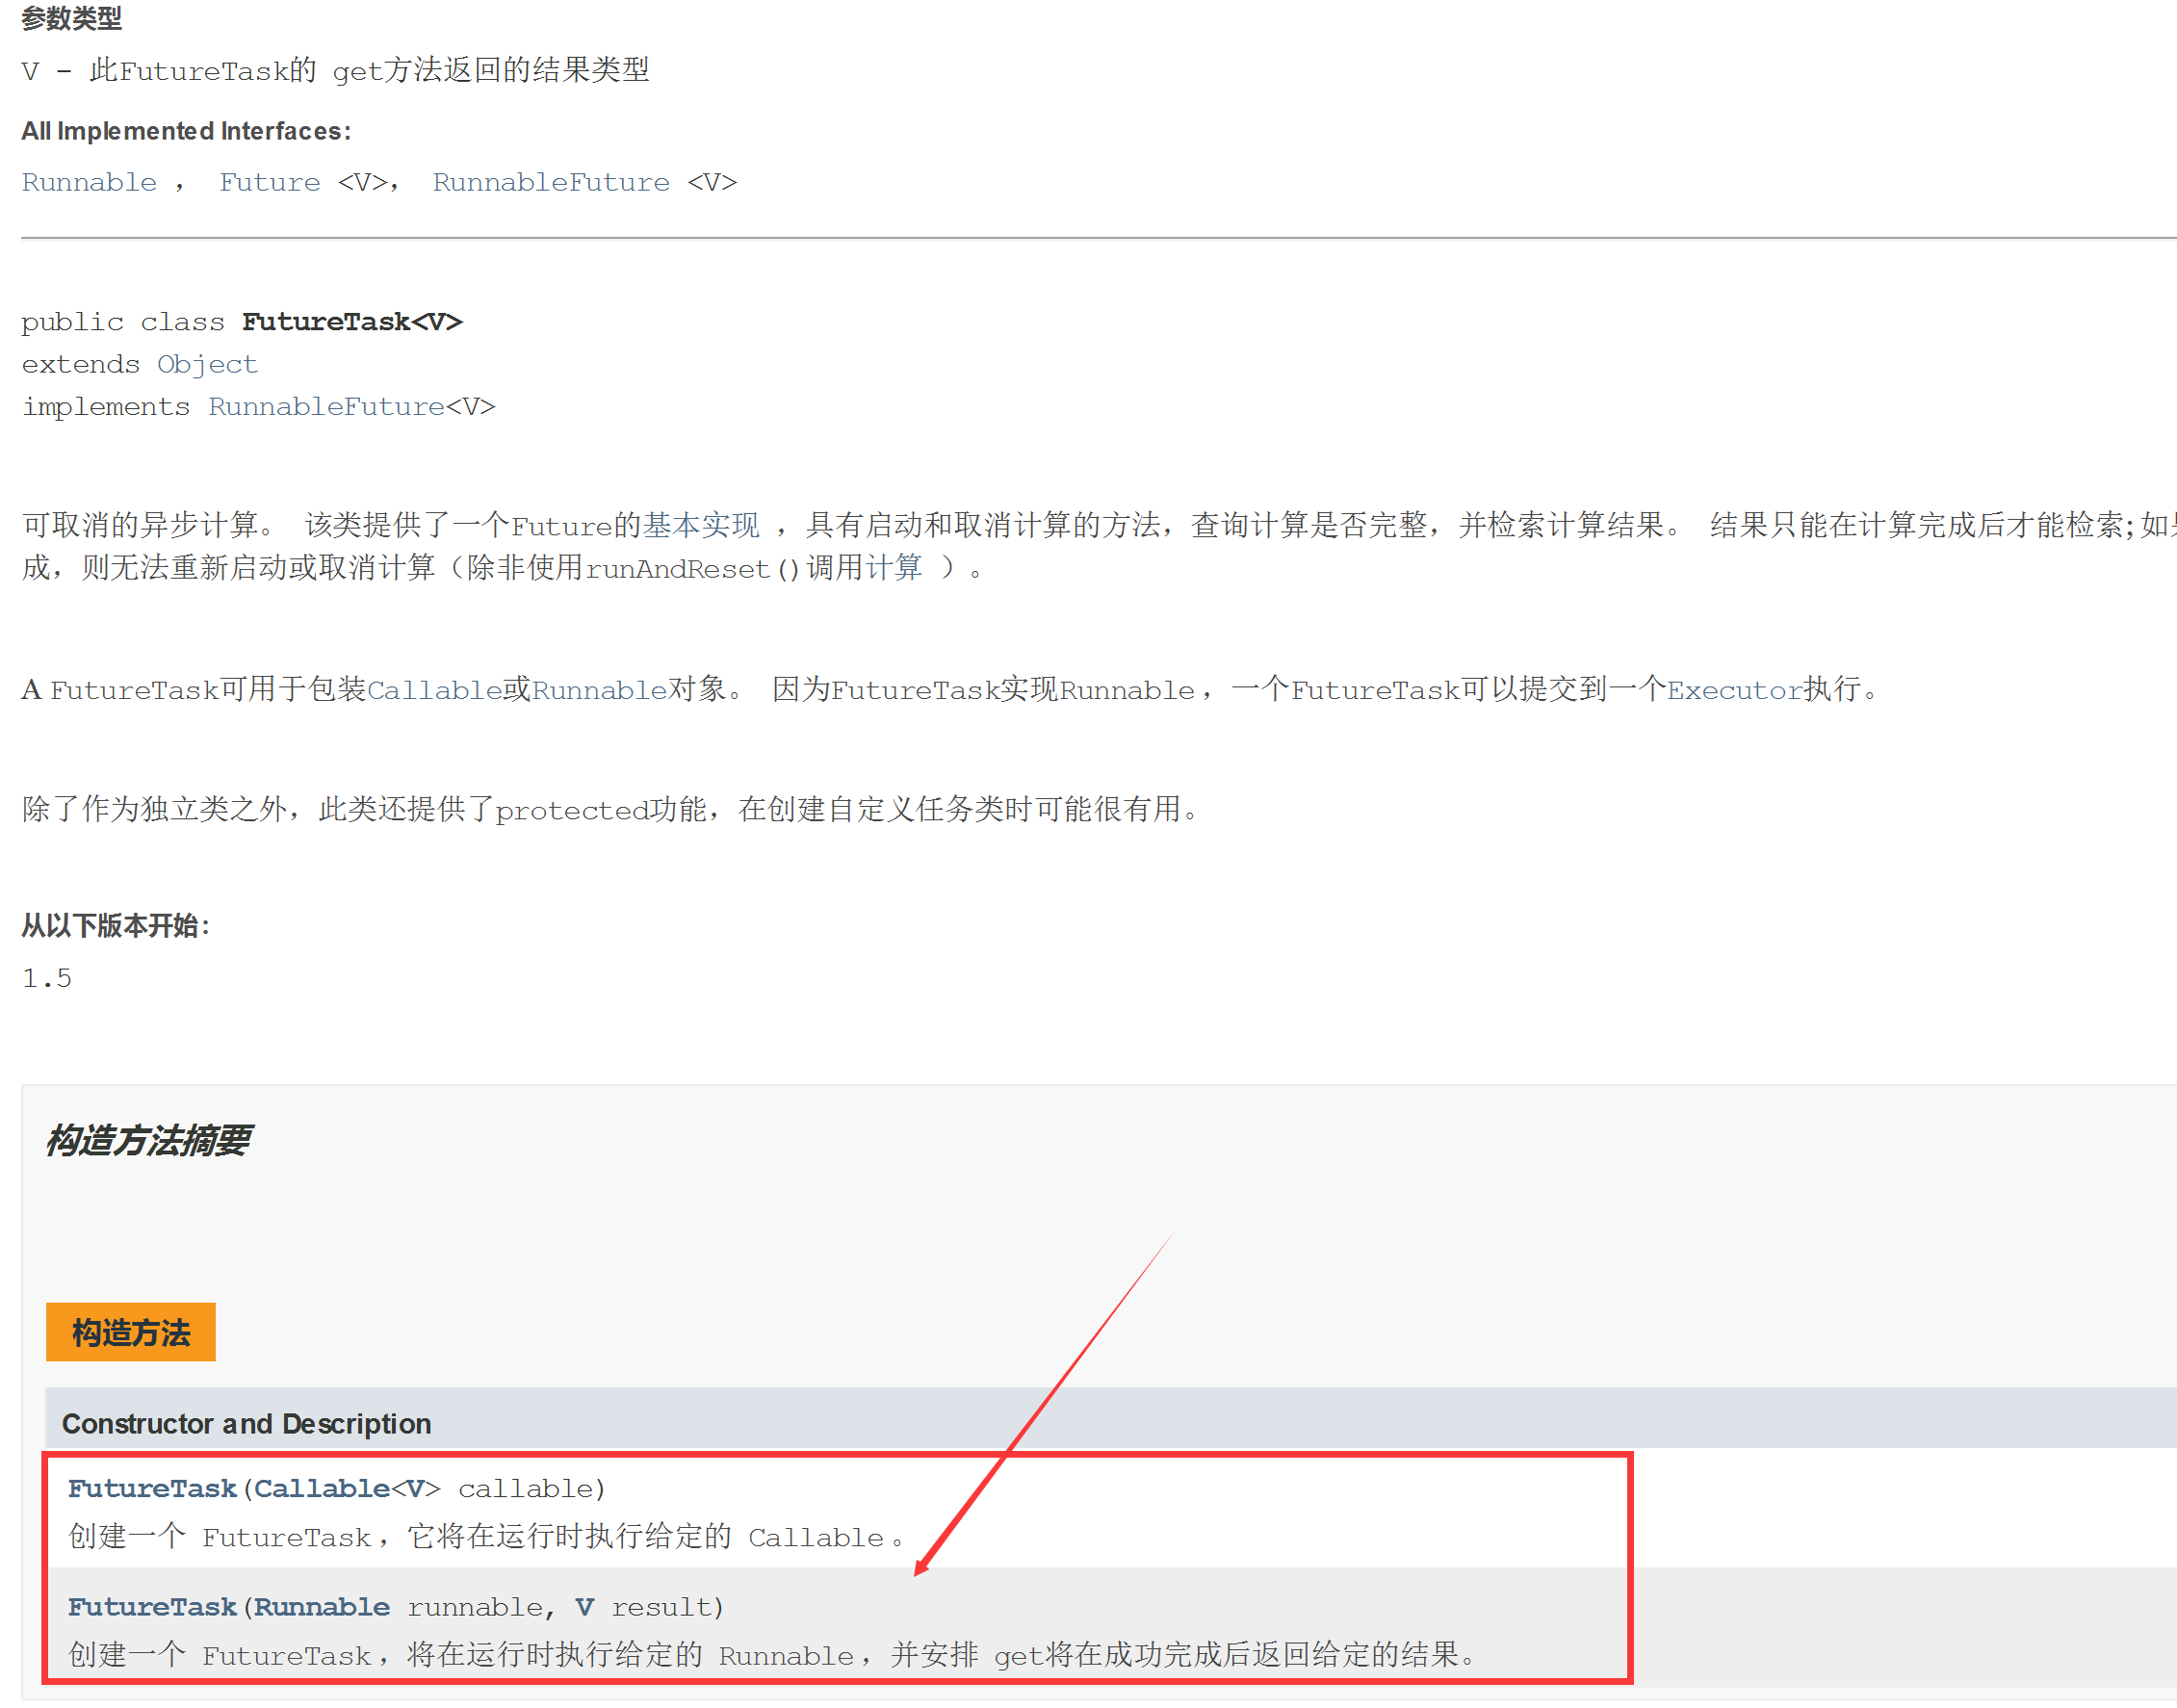 参数类型
V - 此FutureTask的 get方法返回的结果类型
All Implemented Interfaces:
Runnable ， Future <V>， RunnableFuture <V>
public class FutureTask<V>
extends Object
implements RunnableFuture<V>
可取消的异步计算。 该类提供了一个Future的基本实现 ，具有启动和取消计算的方法，查询计算是否完整，并检索计算结果。 结果只能在计算完成后才能检索;如
成，则无法重新启动或取消计算（除非使用runAndReset()调用计算 ）。
A FutureTask可用于包装Callable或Runnable对象。 因为FutureTask实现Runnable ，一个FutureTask可以提交到一个Executor执行。
除了作为独立类之外，此类还提供了protected功能，在创建自定义任务类时可能很有用。
从以下版本开始：
1.5
构造方法摘要
构造方法
Constructor and Description
FutureTask(Callable<V> callable)
创建一个 FutureTask ，它将在运行时执行给定的 Callable 。
FutureTask(Runnable runnable, V result)
创建一个 FutureTask ，将在运行时执行给定的 Runnable ，并安排 get将在成功完成后返回给定的结果。